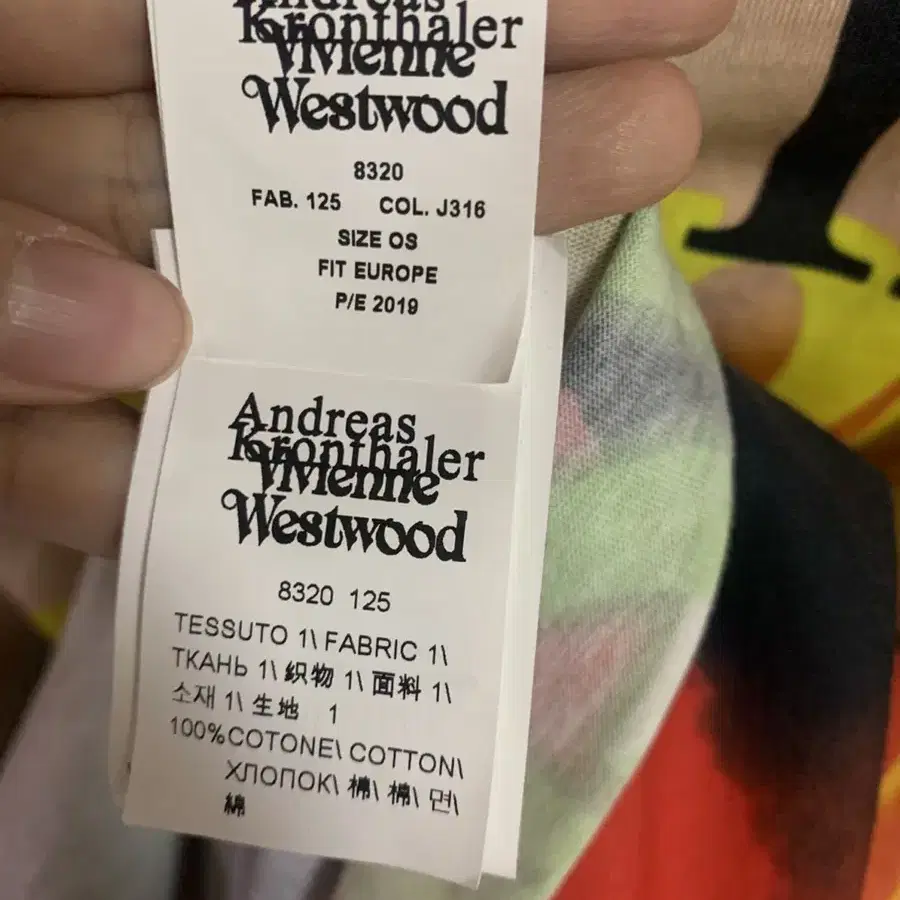 Andreas
Kronthaler
Vivienne
Westwood
8320
FAB. 125 COL. J316
SIZE OS
FIT EUROPE
P/E 2019
Andreas
Kronthaler
Vivienne
Westwood
8320 125
TESSUTO 1\ FABRIC 1\
ТКАНЬ 1\ 织物 1\ 面料 1\
소재 1\ 生地 1
100%COTONE\ COTTON\
ХЛОПОК\ 棉\ 棉\ 면\
綿